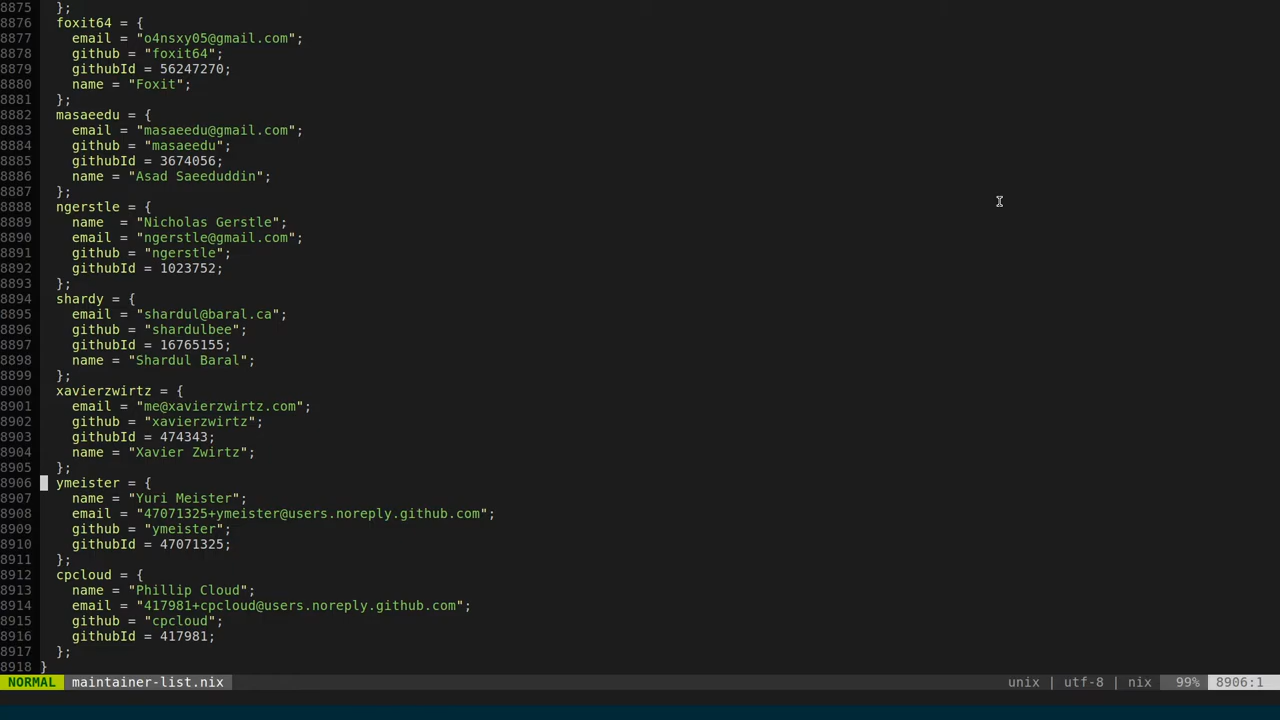 8875   };
8876   foxit64 = {
8877     email = "o4nsxy05@gmail.com";
8878     github = "foxit64";
8879     githubId = 56247270;
8880     name = "Foxit";
8881   };
8882   masaeedu = {
8883     email = "masaeedu@gmail.com";
8884     github = "masaeedu";
8885     githubId = 3674056;
8886     name = "Asad Saeeduddin";
8887   };
8888   ngerstle = {
8889     name  = "Nicholas Gerstle";
8890     email = "ngerstle@gmail.com";
8891     github = "ngerstle";
8892     githubId = 1023752;
8893   };
8894   shardy = {
8895     email = "shardul@baral.ca";
8896     github = "shardulbee";
8897     githubId = 16765155;
8898     name = "Shardul Baral";
8899   };
8900   xavierzwirtz = {
8901     email = "me@xavierzwirtz.com";
8902     github = "xavierzwirtz";
8903     githubId = 474343;
8904     name = "Xavier Zwirtz";
8905   };
8906   ymeister = {
8907     name = "Yuri Meister";
8908     email = "47071325+ymeister@users.noreply.github.com";
8909     github = "ymeister";
8910     githubId = 47071325;
8911   };
8912   cpcloud = {
8913     name = "Phillip Cloud";
8914     email = "417981+cpcloud@users.noreply.github.com";
8915     github = "cpcloud";
8916     githubId = 417981;
8917   };
8918 }
NORMAL maintainer-list.nix unix | utf-8 | nix 99% 8906:1